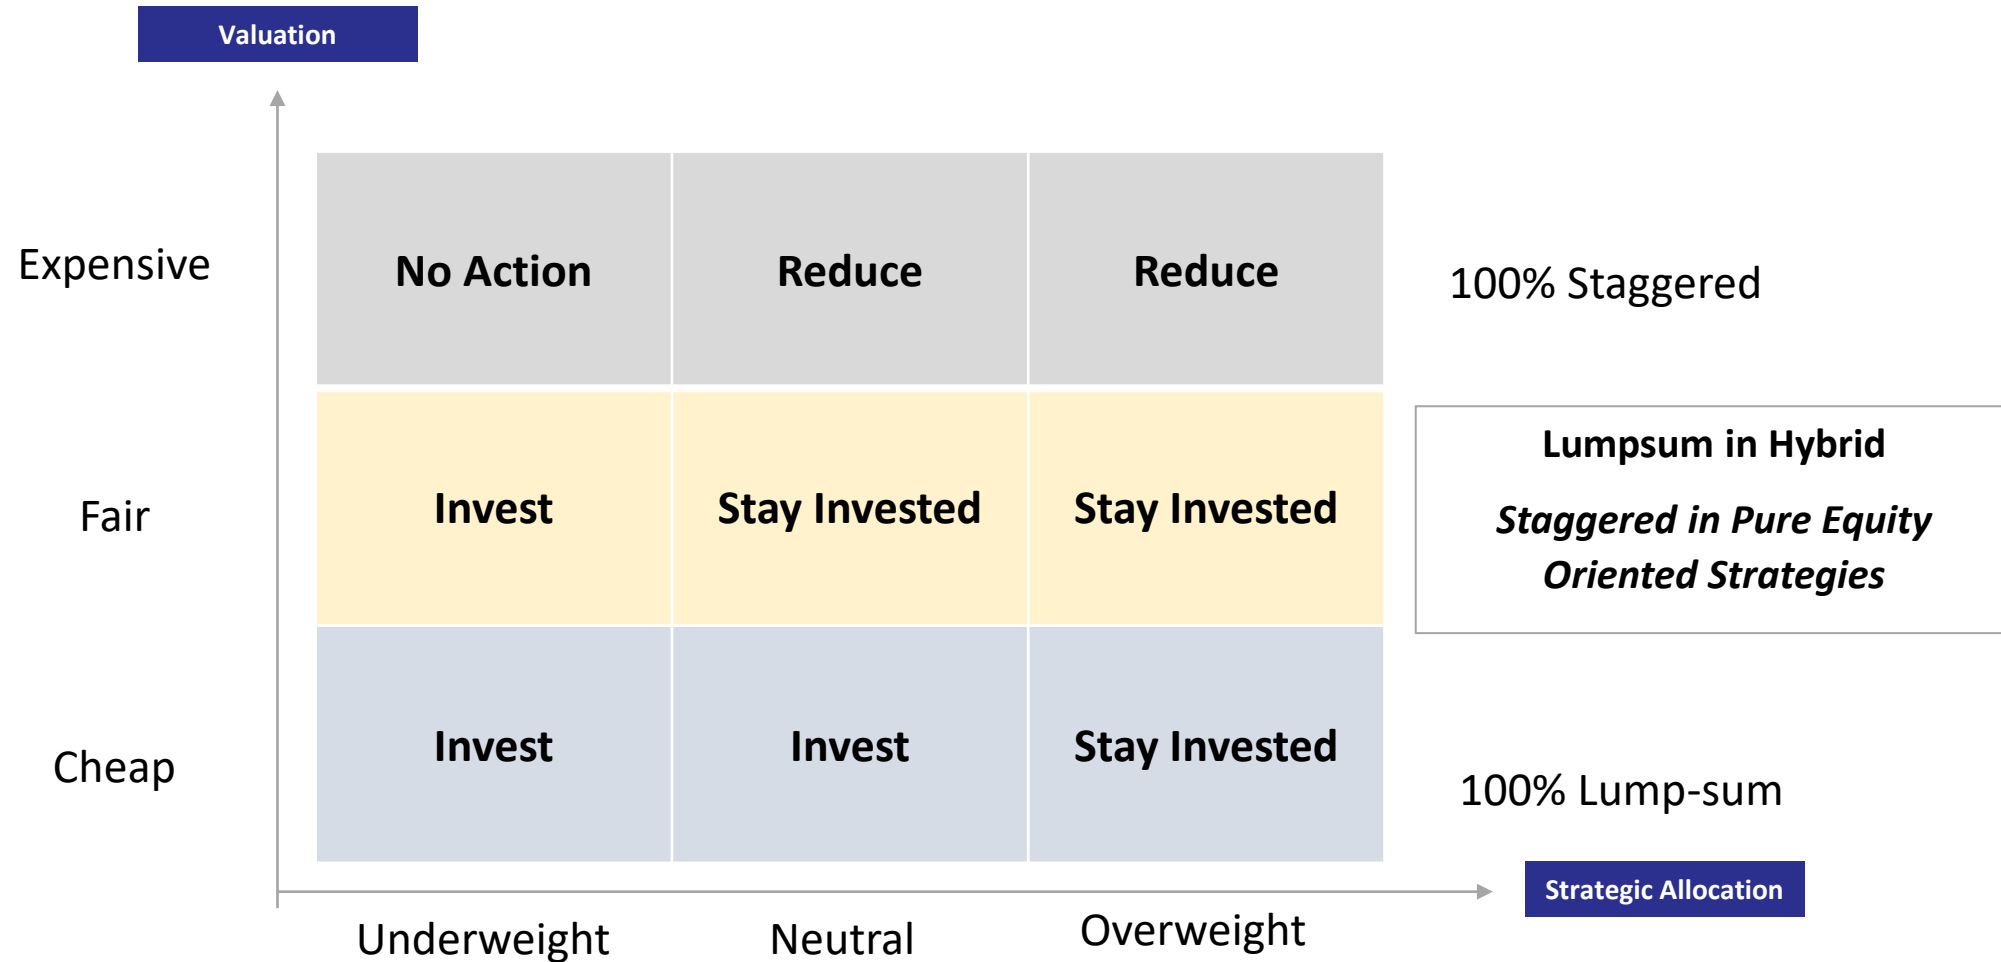 Valuation
Expensive
No Action
Reduce
Reduce
100% Staggered
Fair
Invest
Stay Invested
Stay Invested
Lumpsum in Hybrid
Staggered in Pure Equity
Oriented Strategies
Cheap
Invest
Invest
Stay Invested
100% Lump-sum
Strategic Allocation
Underweight
Neutral
Overweight